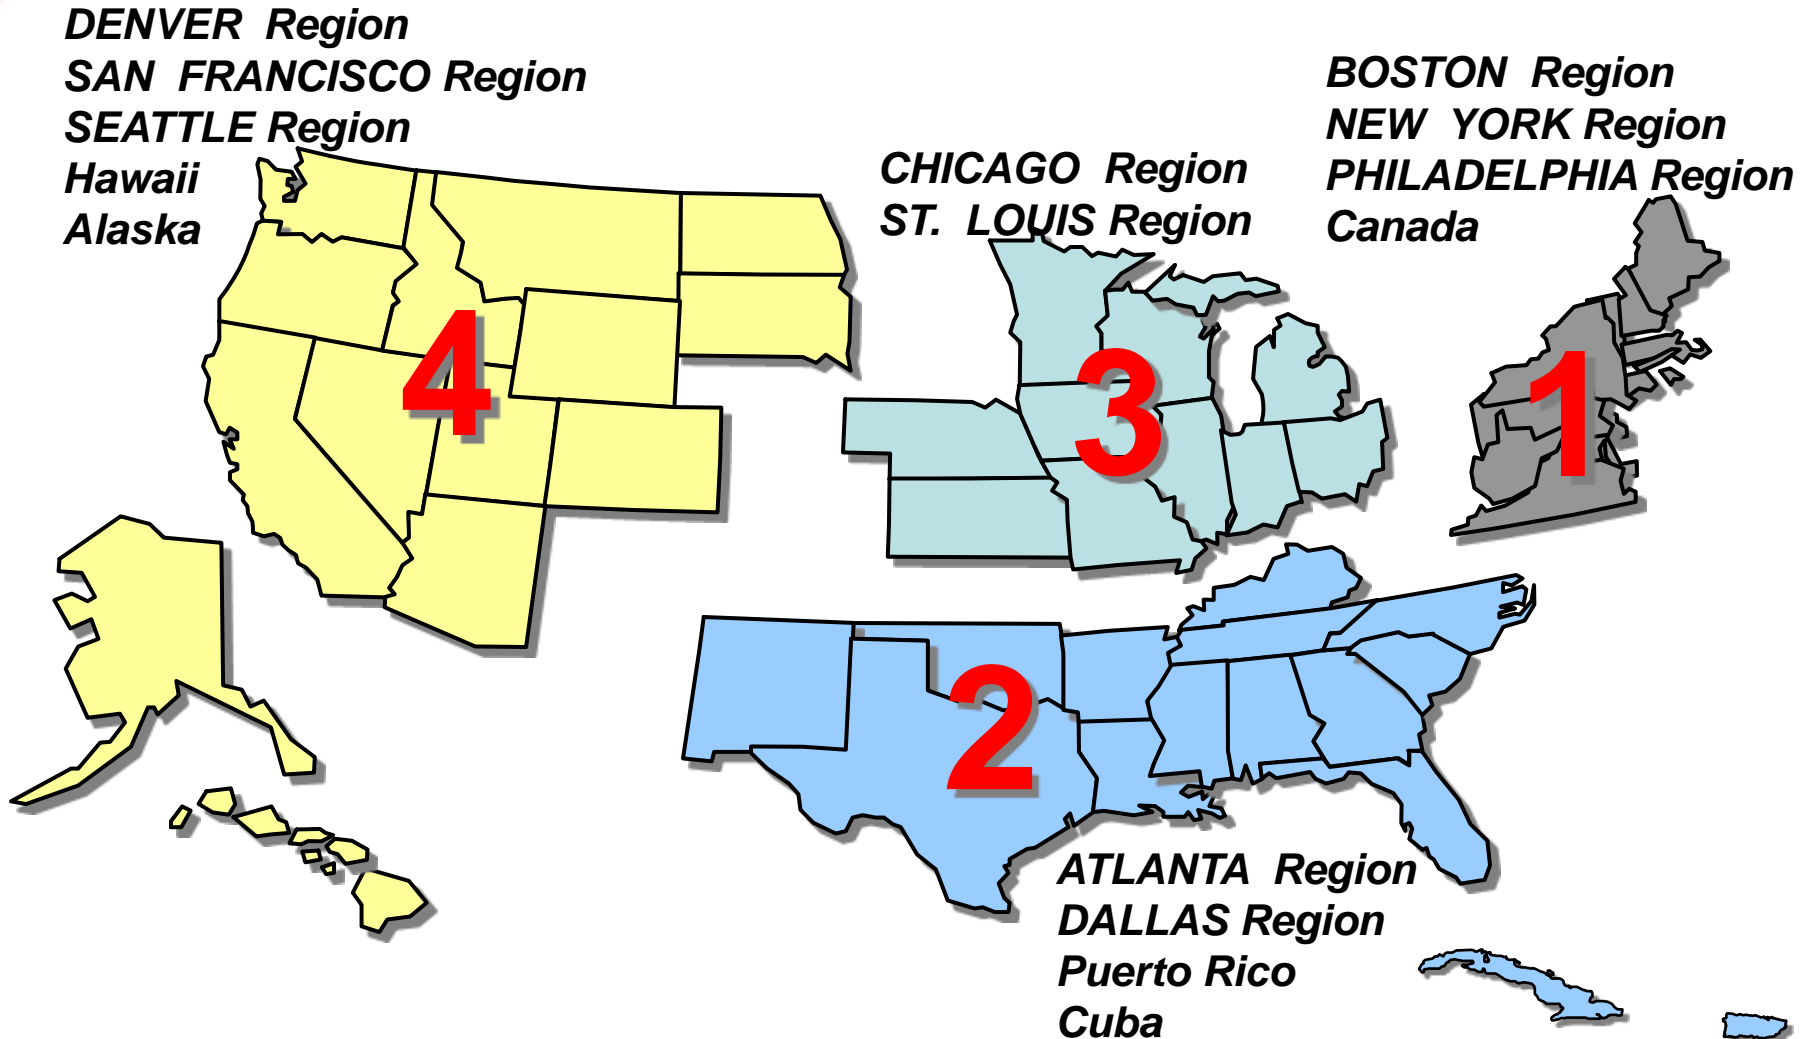 DENVER Region
SAN FRANCISCO Region
SEATTLE Region
Hawaii
Alaska
CHICAGO Region
ST. LOUIS Region
BOSTON Region
NEW YORK Region
PHILADELPHIA Region
Canada
4
3
1
2
ATLANTA Region
DALLAS Region
Puerto Rico
Cuba